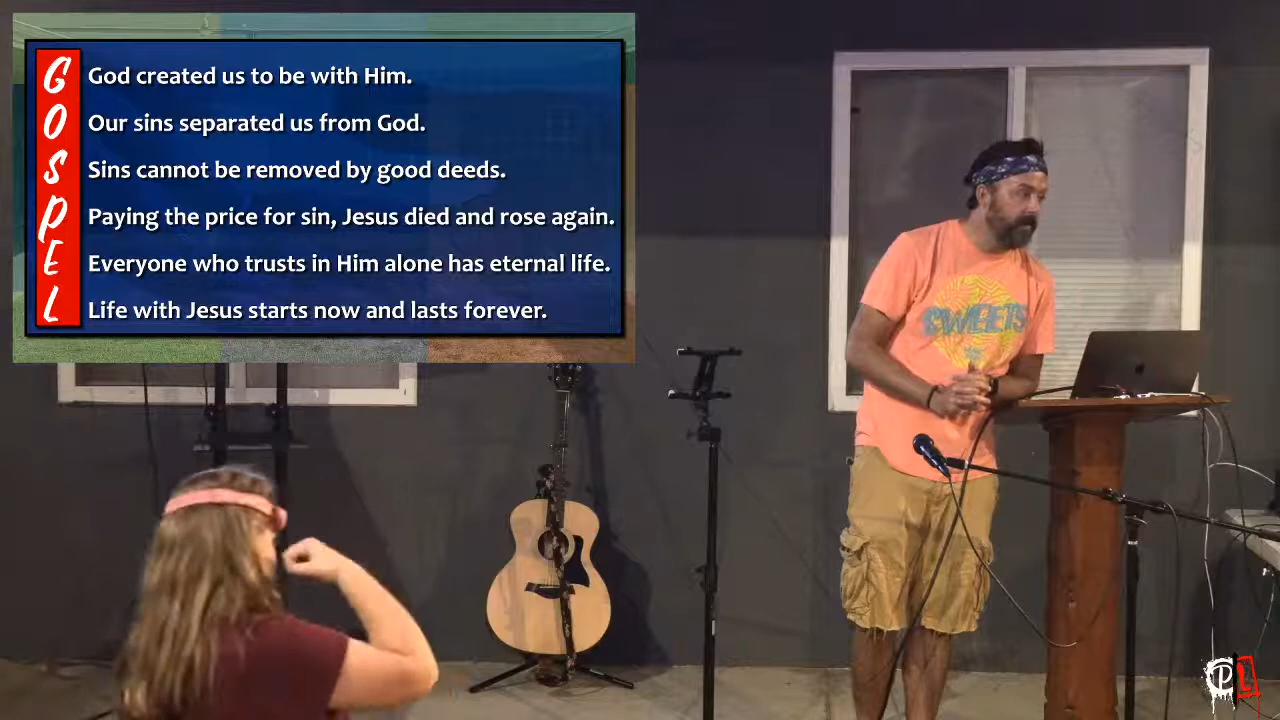 G God created us to be with Him.
O Our sins separated us from God.
S Sins cannot be removed by good deeds.
P Paying the price for sin, Jesus died and rose again.
E Everyone who trusts in Him alone has eternal life.
L Life with Jesus starts now and lasts forever.
SWEETS
PL